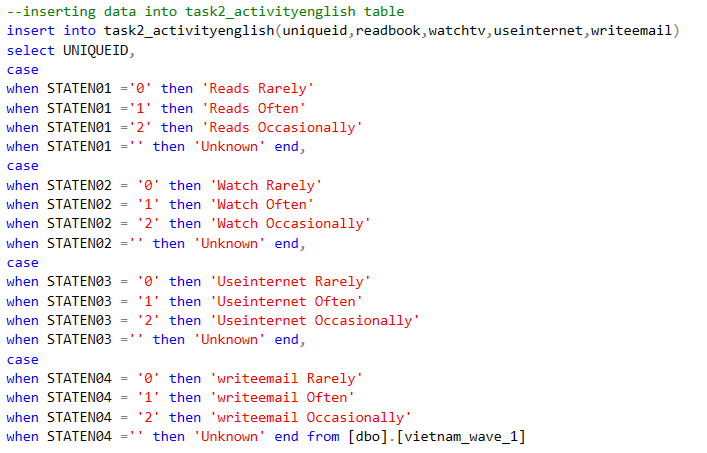 --inserting data into task2_activityenglish table
insert into task2_activityenglish(uniqueid,readbook,watchtv,useinternet,writeemail)
select UNIQUEID,
case
when STATEN01 ='0' then 'Reads Rarely'
when STATEN01 ='1' then 'Reads Often'
when STATEN01 ='2' then 'Reads Occasionally'
when STATEN01 ='' then 'Unknown' end,
case
when STATEN02 = '0' then 'Watch Rarely'
when STATEN02 = '1' then 'Watch Often'
when STATEN02 = '2' then 'Watch Occasionally'
when STATEN02 ='' then 'Unknown' end,
case
when STATEN03 = '0' then 'Useinternet Rarely'
when STATEN03 = '1' then 'Useinternet Often'
when STATEN03 = '2' then 'Useinternet Occasionally'
when STATEN03 ='' then 'Unknown' end,
case
when STATEN04 = '0' then 'writeemail Rarely'
when STATEN04 = '1' then 'writeemail Often'
when STATEN04 = '2' then 'writeemail Occasionally'
when STATEN04 ='' then 'Unknown' end from [dbo].[vietnam_wave_1]